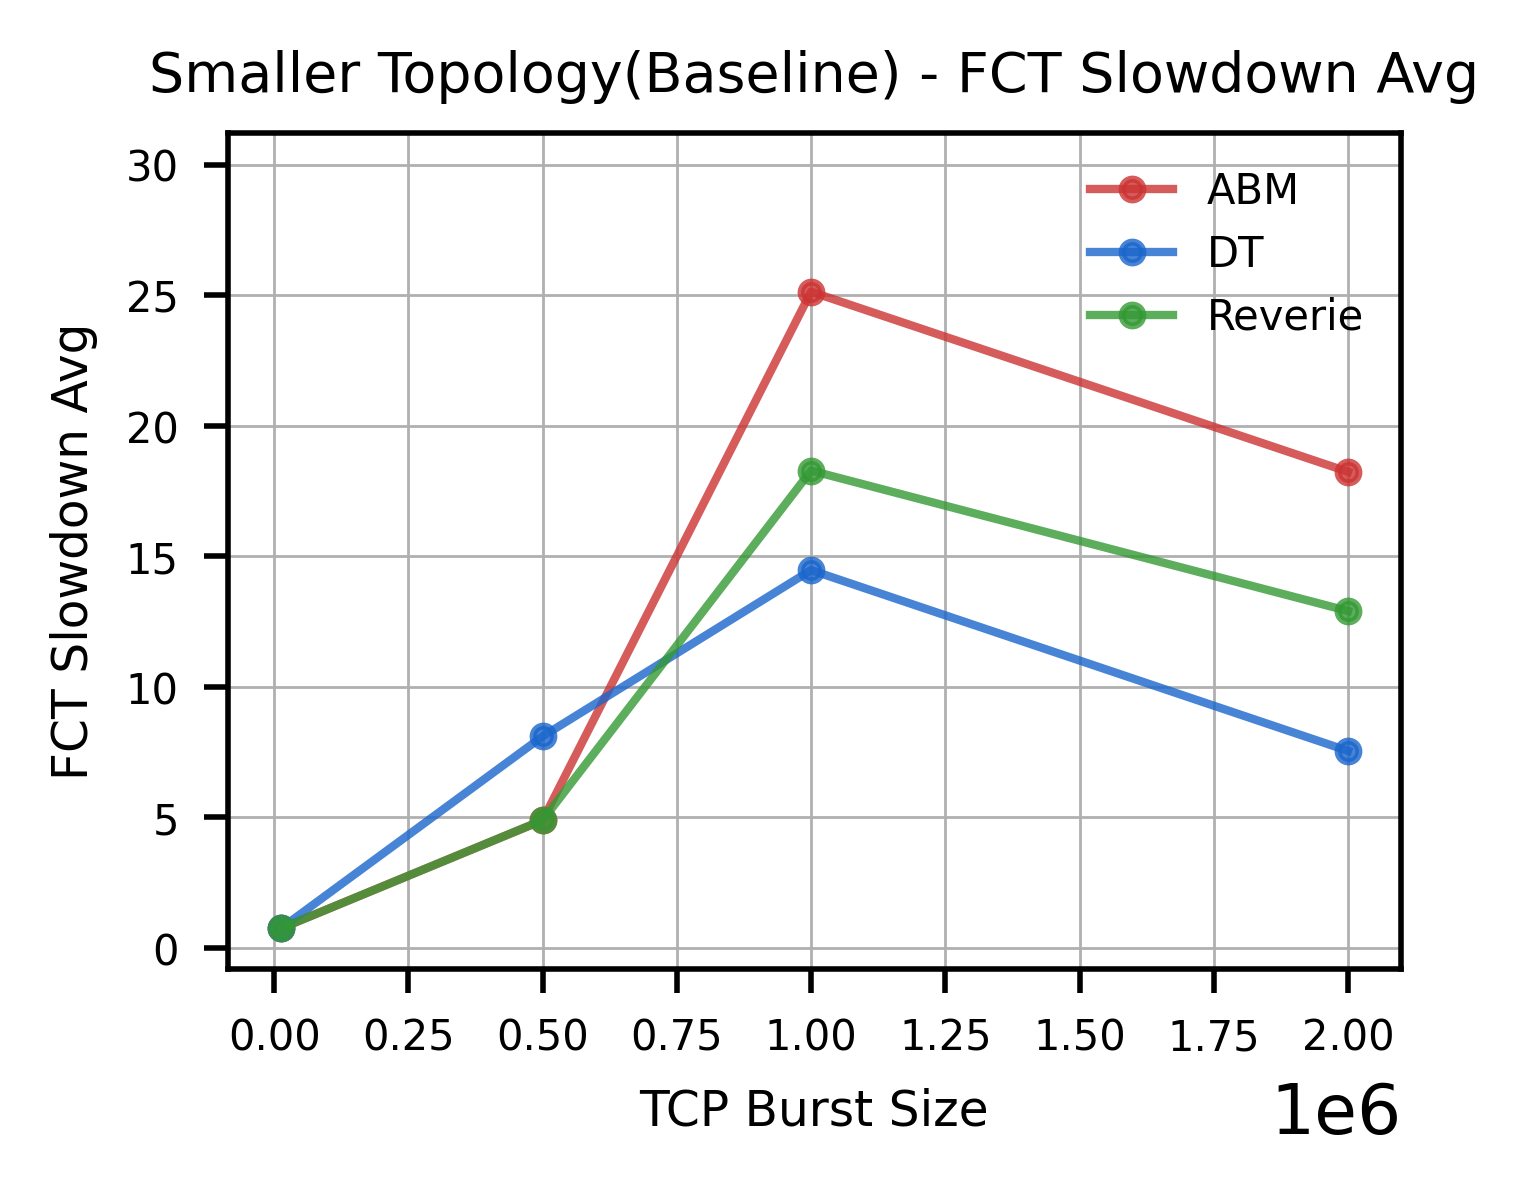 Smaller Topology(Baseline) - FCT Slowdown Avg
FCT Slowdown Avg
30
25
20
15
10
5
0
ABM
DT
Reverie
0.00 0.25 0.50 0.75 1.00 1.25 1.50 1.75 2.00
TCP Burst Size
1e6